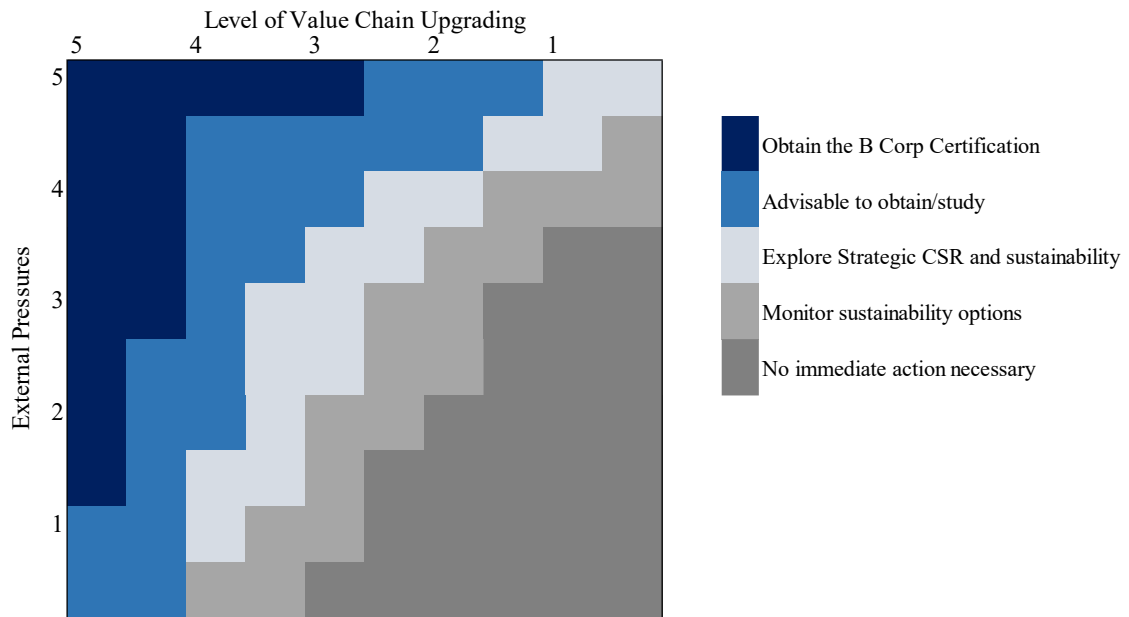 Level of Value Chain Upgrading
5 4 3 2 1
External Pressures
5
4
3
2
1
Obtain the B Corp Certification
Advisable to obtain/study
Explore Strategic CSR and sustainability
Monitor sustainability options
No immediate action necessary